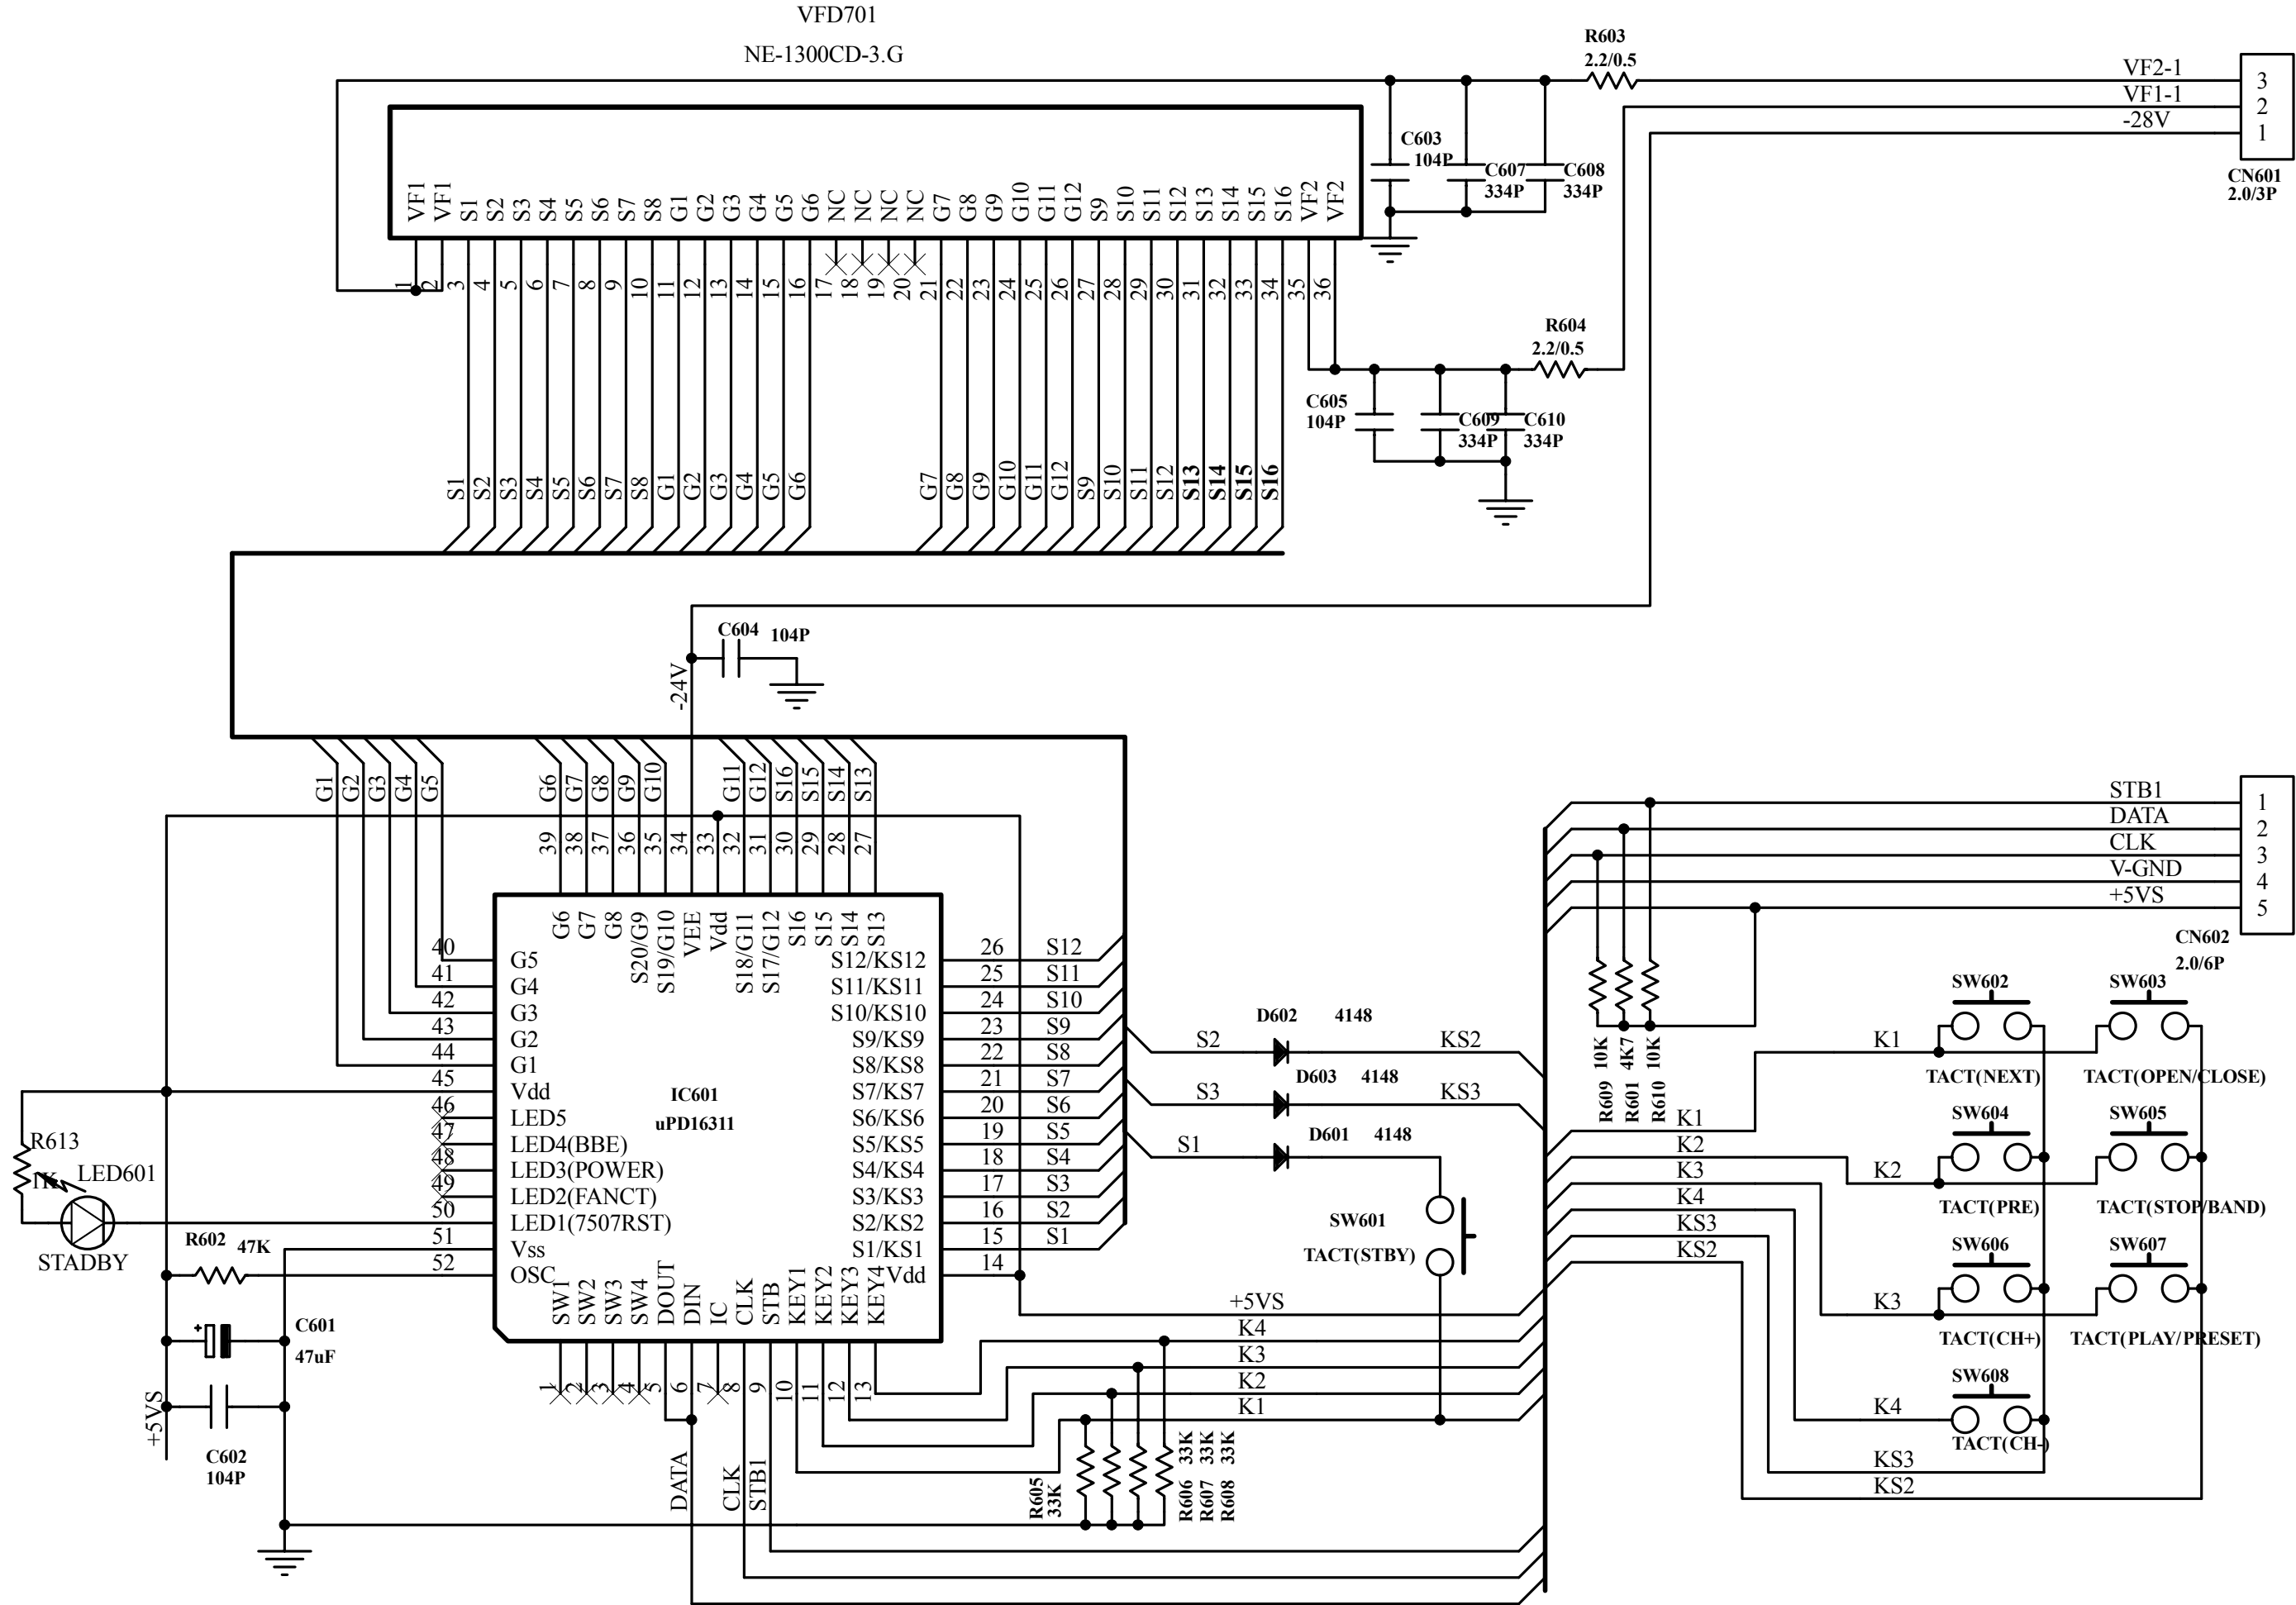 VFD701
NE-1300CD-3.G
R603
2.2/0.5
VF2-1
VF1-1
-28V
3
2
1
CN601
2.0/3P
C603
104P
C607
334P
C608
334P
VF1 VF1 S1 S2 S3 S4 S5 S6 S7 S8 G1 G2 G3 G4 G5 G6 NC NC NC NC G7 G8 G9 G10 G11 G12 S9 S10 S11 S12 S13 S14 S15 S16 VF2 VF2
1 2 3 4 5 6 7 8 9 10 11 12 13 14 15 16 17 18 19 20 21 22 23 24 25 26 27 28 29 30 31 32 33 34 35 36
R604
2.2/0.5
C605
104P
C609
334P
C610
334P
S1 S2 S3 S4 S5 S6 S7 S8 G1 G2 G3 G4 G5 G6 G7 G8 G9 G10 G11 G12 S9 S10 S11 S12 S13 S14 S15 S16
C604 104P
-24V
G1 G2 G3 G4 G5 G6 G7 G8 G9 G10 G11 G12 S16 S15 S14 S13
39 38 37 36 35 34 33 32 31 30 29 28 27
G6 G7 G8 S20/G9 S19/G10 VEE Vdd S18/G11 S17/G12 S16 S15 S14 S13
40 G5
41 G4
42 G3
43 G2
44 G1
45 Vdd
46 LED5
47 LED4(BBE)
48 LED3(POWER)
49 LED2(FANCT)
50 LED1(7507RST)
51 Vss
52 OSC
IC601
uPD16311
S12/KS12 26 S12
S11/KS11 25 S11
S10/KS10 24 S10
S9/KS9 23 S9
S8/KS8 22 S8
S7/KS7 21 S7
S6/KS6 20 S6
S5/KS5 19 S5
S4/KS4 18 S4
S3/KS3 17 S3
S2/KS2 16 S2
S1/KS1 15 S1
Vdd 14
SW1 SW2 SW3 SW4 DOUT DIN IC CLK STB KEY1 KEY2 KEY3 KEY4
1 2 3 4 5 6 7 8 9 10 11 12 13
R613
1K
LED601
STADBY
R602 47K
C601
47uF
+5VS
C602
104P
DATA
CLK
STB1
D602 4148
S2 KS2
D603 4148
S3 KS3
D601 4148
S1
SW601
TACT(STBY)
+5VS
K4
K3
K2
K1
R605
33K
R606 33K
R607 33K
R608 33K
STB1 1
DATA 2
CLK 3
V-GND 4
+5VS 5
CN602
2.0/6P
R609 10K
R601 4K7
R610 10K
K1
K2
K3
K4
KS3
KS2
SW602
SW603
K1
TACT(NEXT)
TACT(OPEN/CLOSE)
SW604
SW605
K2
TACT(PRE)
TACT(STOP/BAND)
SW606
SW607
K3
TACT(CH+)
TACT(PLAY/PRESET)
SW608
K4
TACT(CH-)
KS3
KS2